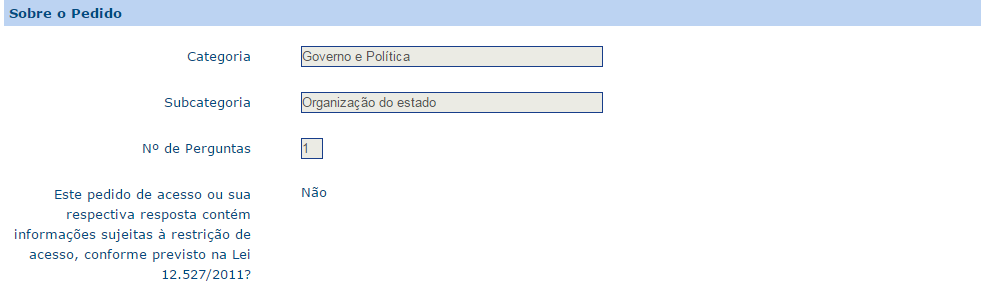 Sobre o Pedido
Categoria Governo e Política
Subcategoria Organização do estado
Nº de Perguntas 1
Este pedido de acesso ou sua Não
respectiva resposta contém
informações sujeitas à restrição de
acesso, conforme previsto na Lei
12.527/2011?